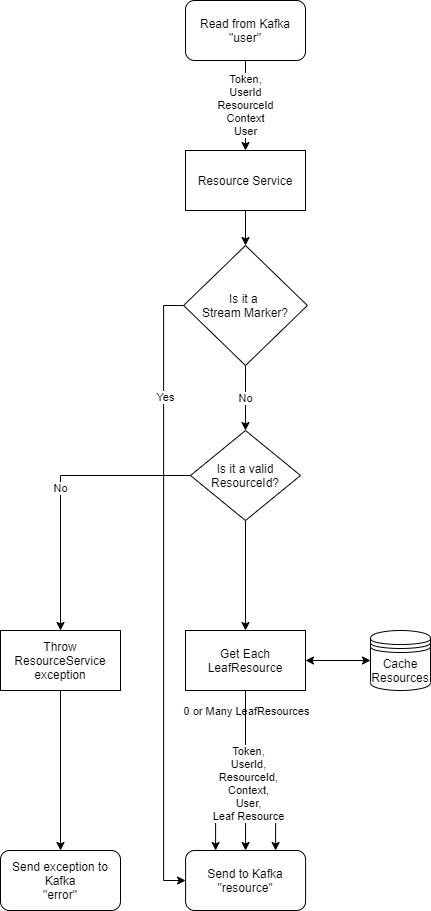 Read from Kafka
"user"
Token,
UserId
ResourceId
Context
User
Resource Service
Is it a
Stream Marker?
Yes
No
Is it a valid
ResourceId?
No
Throw
ResourceService
exception
Get Each
LeafResource
Cache
Resources
0 or Many LeafResources
Token,
UserId,
ResourceId,
Context,
User,
Leaf Resource
Send exception to
Kafka
"error"
Send to Kafka
"resource"